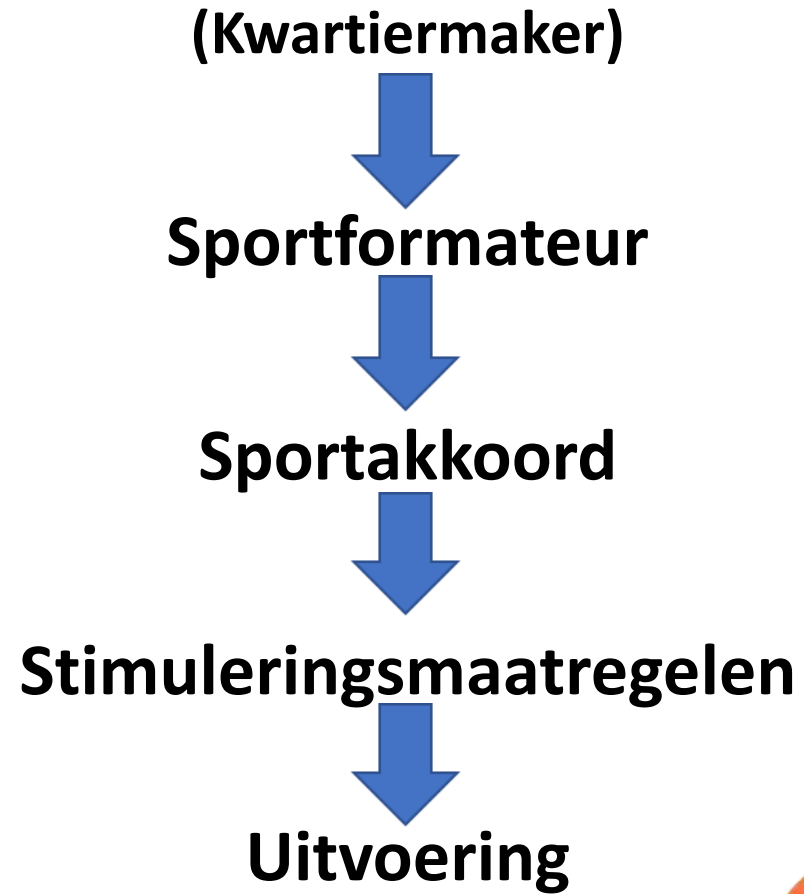 (Kwartiermaker)
Sportformateur
Sportakkoord
Stimuleringsmaatregelen
Uitvoering